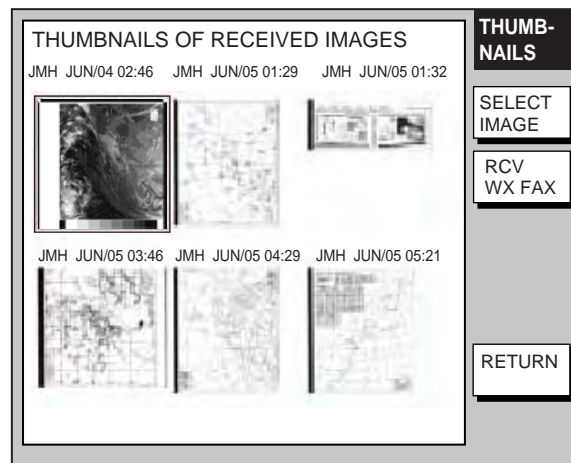 THUMBNAILS OF RECEIVED IMAGES
JMH JUN/04 02:46 JMH JUN/05 01:29 JMH JUN/05 01:32
JMH JUN/05 03:46 JMH JUN/05 04:29 JMH JUN/05 05:21
THUMB-
NAILS
SELECT
IMAGE
RCV
WX FAX
RETURN